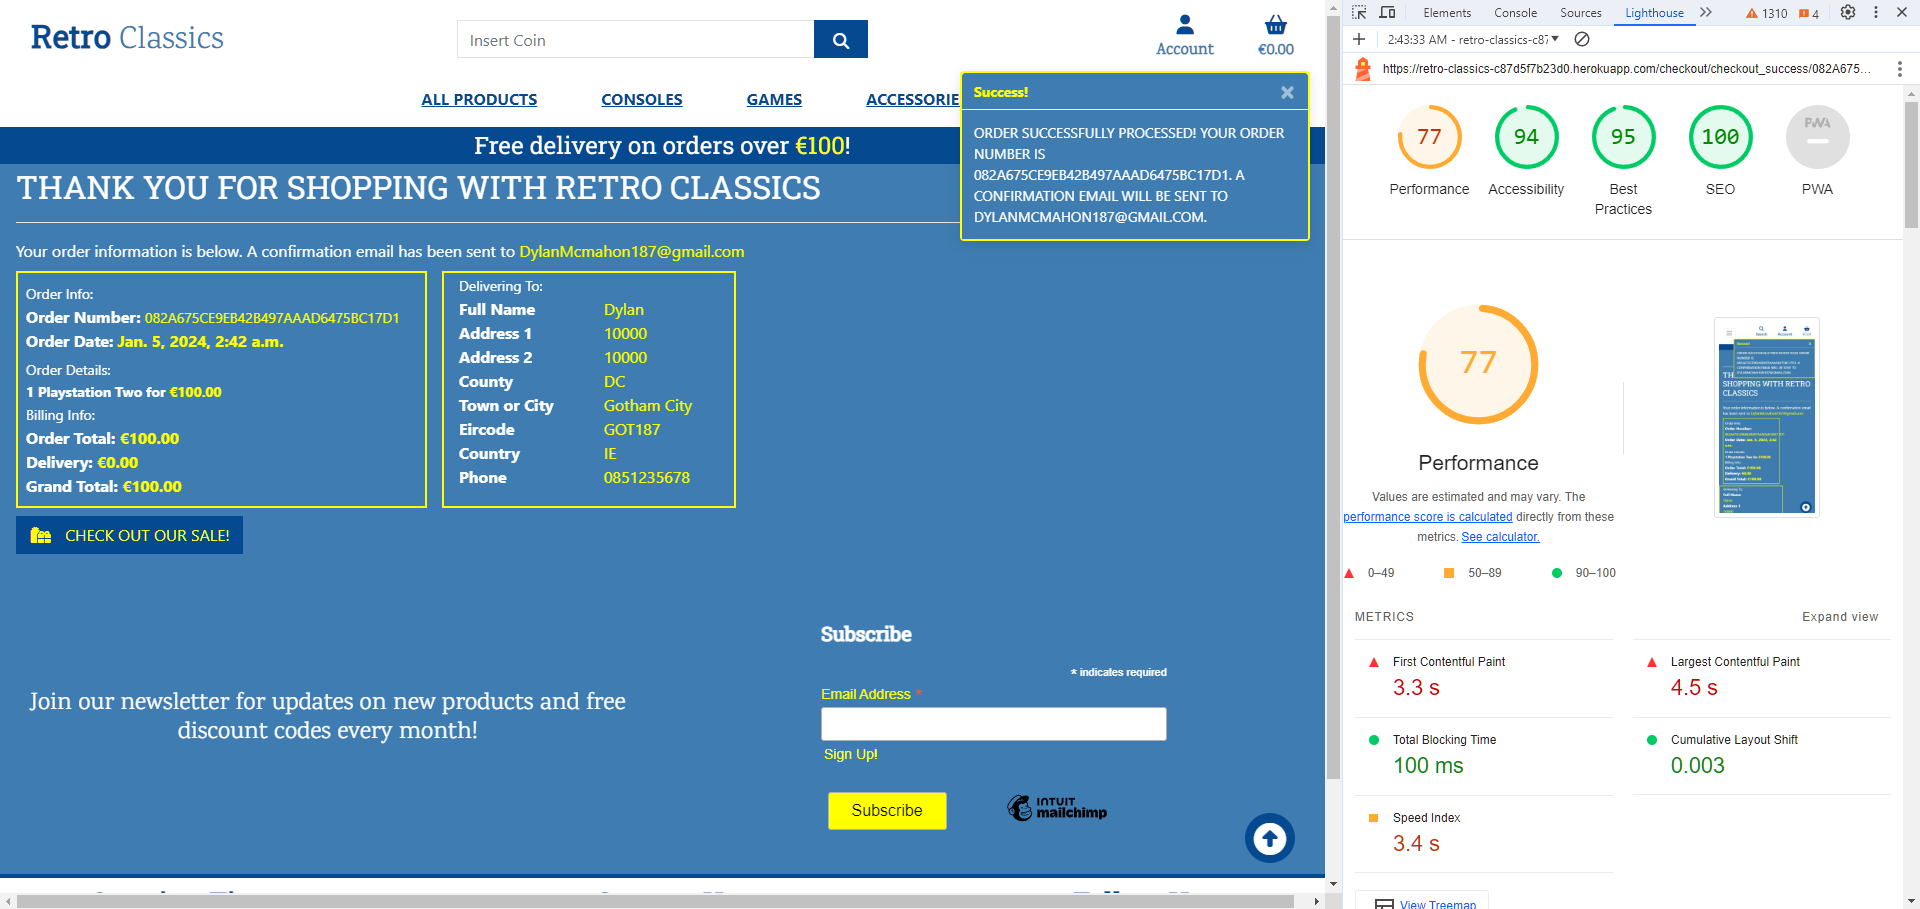 Retro Classics
Insert Coin
Account
€0.00
ALL PRODUCTS
CONSOLES
GAMES
ACCESSORIE
Free delivery on orders over €100!
Success!
ORDER SUCCESSFULLY PROCESSED! YOUR ORDER
NUMBER IS
082A675CE9EB42B497AAAD6475BC17D1. A
CONFIRMATION EMAIL WILL BE SENT TO
DYLANMCMAHON187@GMAIL.COM.
THANK YOU FOR SHOPPING WITH RETRO CLASSICS
Your order information is below. A confirmation email has been sent to DylanMcmahon187@gmail.com
Order Info:
Order Number: 082A675CE9EB42B497AAAD6475BC17D1
Order Date: Jan. 5, 2024, 2:42 a.m.
Order Details:
1 Playstation Two for €100.00
Billing Info:
Order Total: €100.00
Delivery: €0.00
Grand Total: €100.00
Delivering To:
Full Name Dylan
Address 1 10000
Address 2 10000
County DC
Town or City Gotham City
Eircode GOT187
Country IE
Phone 0851235678
CHECK OUT OUR SALE!
Join our newsletter for updates on new products and free
discount codes every month!
Subscribe
* indicates required
Email Address *
Sign Up!
Subscribe
INTUIT
mailchimp
Elements
Console
Sources
Lighthouse
1310
4
2:43:33 AM - retro-classics-c87
https://retro-classics-c87d5f7b23d0.herokuapp.com/checkout/checkout_success/082A675…
77
94
95
100
PWA
Performance
Accessibility
Best
Practices
SEO
PWA
77
Performance
Values are estimated and may vary. The
performance score is calculated directly from these
metrics. See calculator.
0–49
50–89
90–100
METRICS
Expand view
First Contentful Paint
3.3 s
Largest Contentful Paint
4.5 s
Total Blocking Time
100 ms
Cumulative Layout Shift
0.003
Speed Index
3.4 s
View Treemap